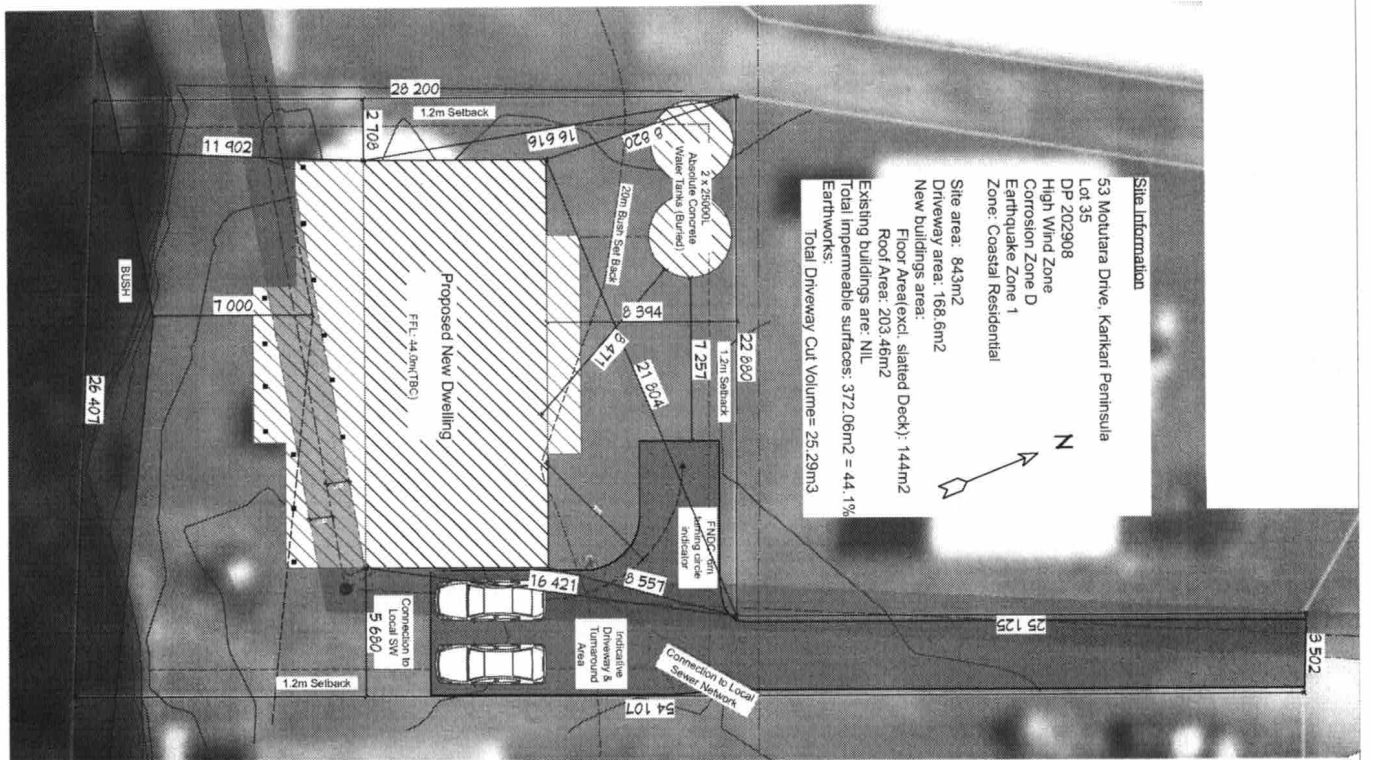 Site Information
53 Motutara Drive, Karikari Peninsula
Lot 35
DP 202908
High Wind Zone
Corrosion Zone D
Earthquake Zone 1
Zone: Coastal Residential
N
Site area: 843m2
Driveway area: 168.6m2
New buildings area:
Floor Area(excl. slatted Deck): 144m2
Roof Area: 203.46m2
Existing buildings are: NIL
Total impermeable surfaces: 372.06m2 = 44.1%
Earthworks:
Total Driveway Cut Volume= 25.29m3
28 200
2 708
1.2m Setback
16 616
8 820
11 902
2 x 25000L
Absolute Concrete
Water Tanks (Buried)
20m Bush Set Back
BUSH
7 000
Proposed New Dwelling
FFL: 44.0m(TBC)
8 394
8 471
7 257
1.2m Setback
22 880
21 804
26 407
FNDC 6m
turning circle
indicator
16 421
8 557
Connection to
Local SW
5 680
Indicative
Driveway &
Turnaround
Area
Connection to Local
Sewer Network
25 125
3 502
1.2m Setback
54 107